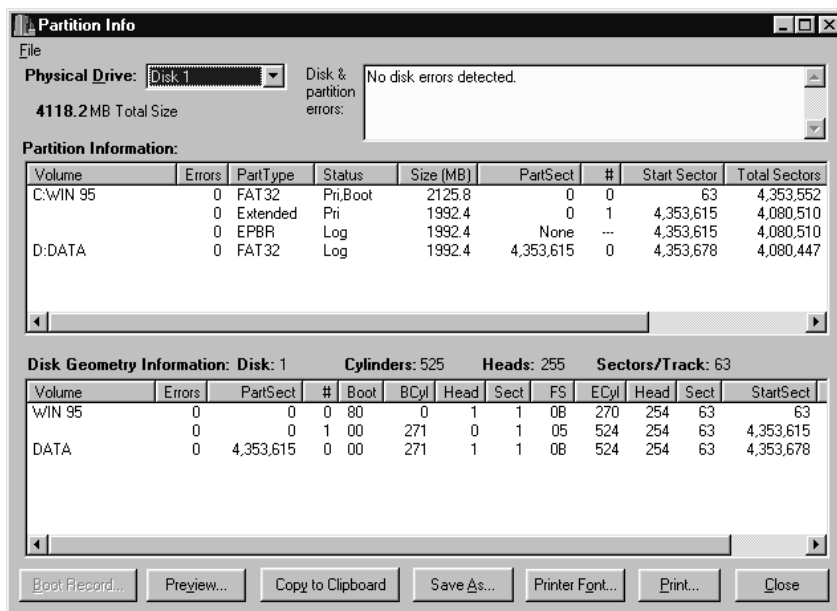 Partition Info
File
Physical Drive: Disk 1
4118.2 MB Total Size
Disk & partition errors:
No disk errors detected.
Partition Information:
Volume Errors PartType Status Size (MB) PartSect # Start Sector Total Sectors
C:WIN 95 0 FAT32 Pri,Boot 2125.8 0 0 63 4,353,552
0 Extended Pri 1992.4 0 1 4,353,615 4,080,510
0 EPBR Log 1992.4 None --- 4,353,615 4,080,510
D:DATA 0 FAT32 Log 1992.4 4,353,615 0 4,353,678 4,080,447
Disk Geometry Information: Disk: 1 Cylinders: 525 Heads: 255 Sectors/Track: 63
Volume Errors PartSect # Boot BCyl Head Sect FS ECyl Head Sect StartSect
WIN 95 0 0 0 80 0 1 1 0B 270 254 63 63
0 0 1 00 271 0 1 05 524 254 63 4,353,615
DATA 0 4,353,615 0 00 271 1 1 0B 524 254 63 4,353,678
Boot Record... Preview... Copy to Clipboard Save As... Printer Font... Print... Close